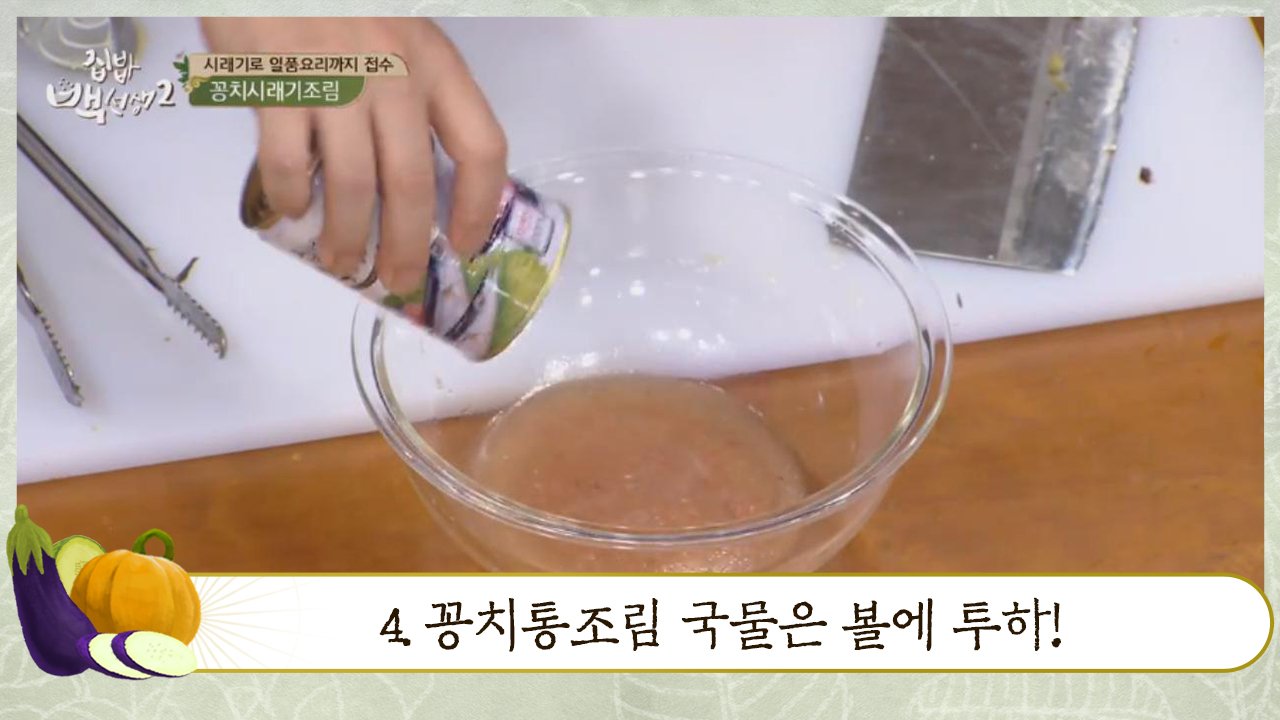 집밥
백선생2
시래기로 일품요리까지 접수
꽁치시래기조림
4. 꽁치통조림 국물은 볼에 투하!